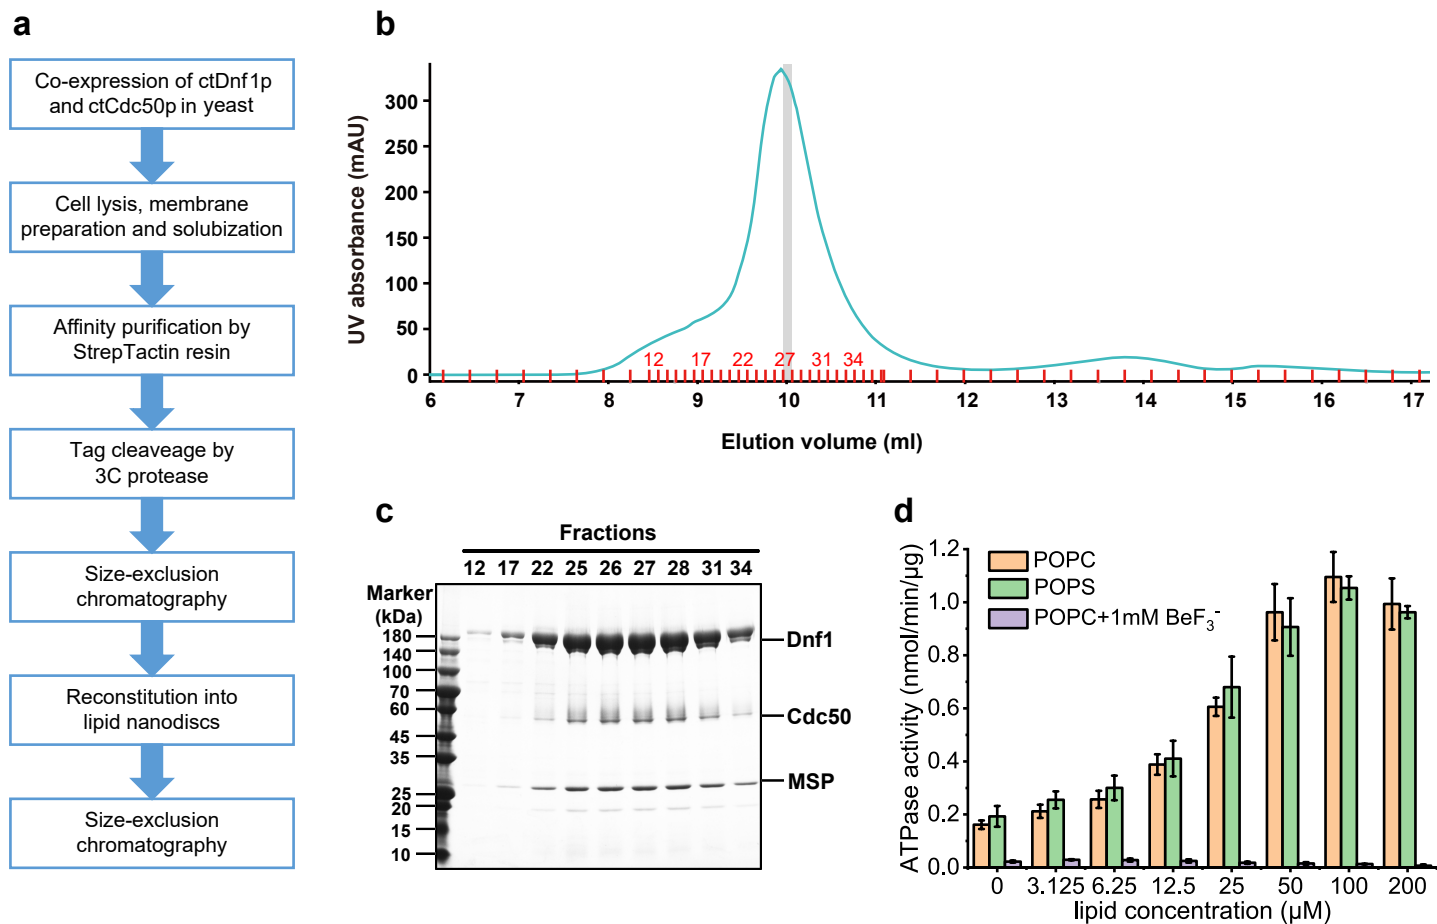 a
Co-expression of ctDnf1p
and ctCdc50p in yeast
Cell lysis, membrane
preparation and solubization
Affinity purification by
StrepTactin resin
Tag cleaveage by
3C protease
Size-exclusion
chromatography
Reconstitution into
lipid nanodiscs
Size-exclusion
chromatography
b
UV absorbance (mAU)
300
250
200
150
100
50
0
12 17 22 27 31 34
6 7 8 9 10 11 12 13 14 15 16 17
Elution volume (ml)
c
Fractions
12 17 22 25 26 27 28 31 34
Marker
(kDa)
180
140
100
70
60
45
35
25
20
15
10
Dnf1
Cdc50
MSP
d
ATPase activity (nmol/min/µg)
1.2
1.0
0.8
0.6
0.4
0.2
0.0
POPC
POPS
POPC+1mM BeF₃⁻
0 3.125 6.25 12.5 25 50 100 200
lipid concentration (µM)